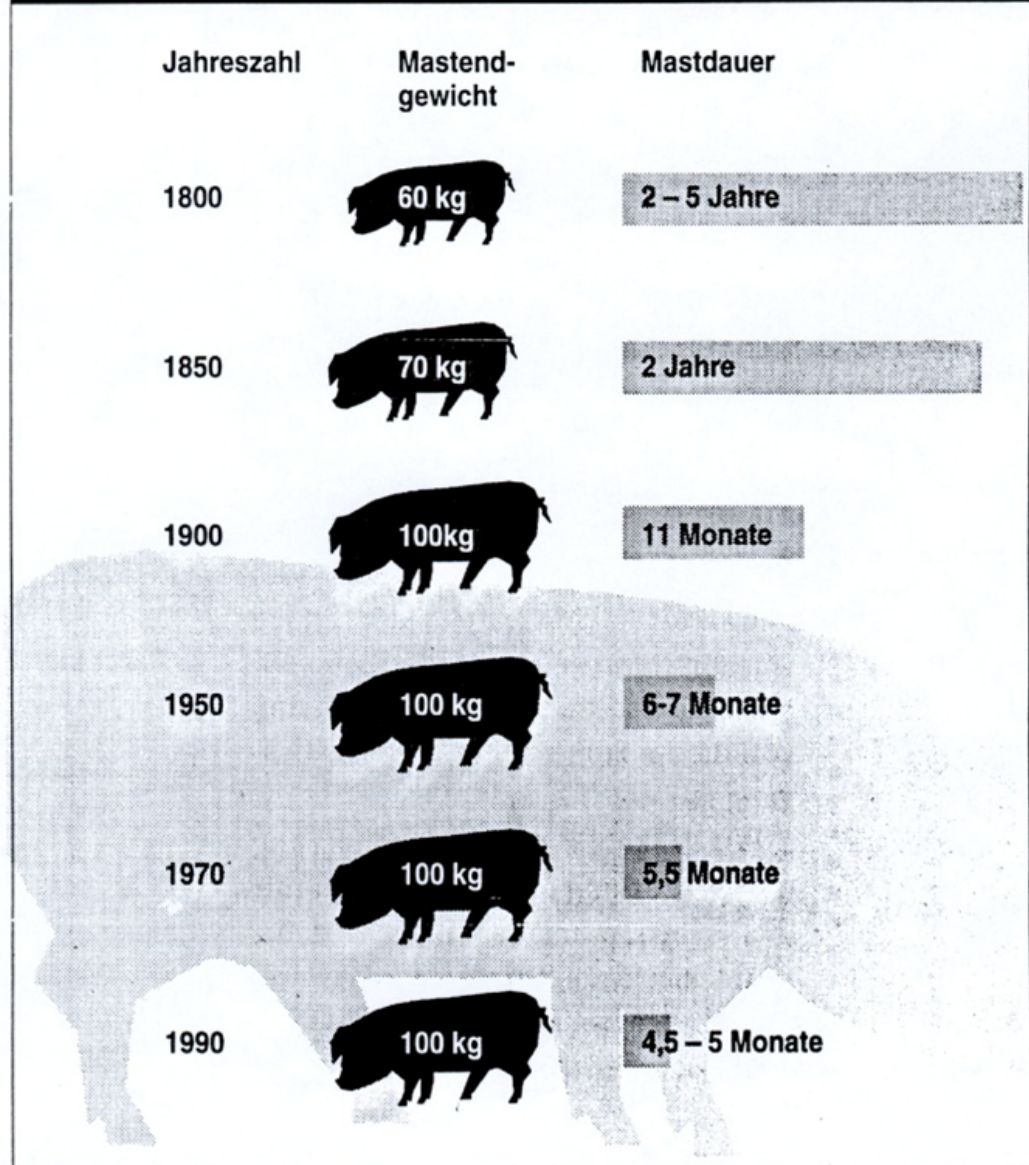 Jahreszahl Mastend- Mastdauer
gewicht
1800 60 kg 2 – 5 Jahre
1850 70 kg 2 Jahre
1900 100kg 11 Monate
1950 100 kg 6-7 Monate
1970 100 kg 5,5 Monate
1990 100 kg 4,5 – 5 Monate